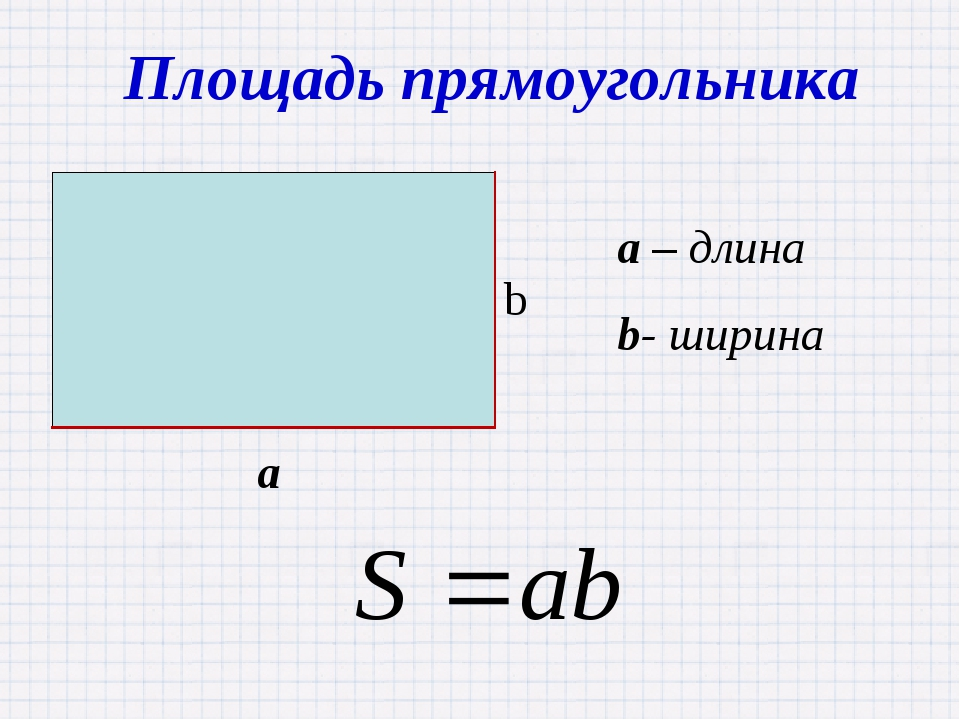 Площадь прямоугольника
a – длина
b
b- ширина
a
S = ab